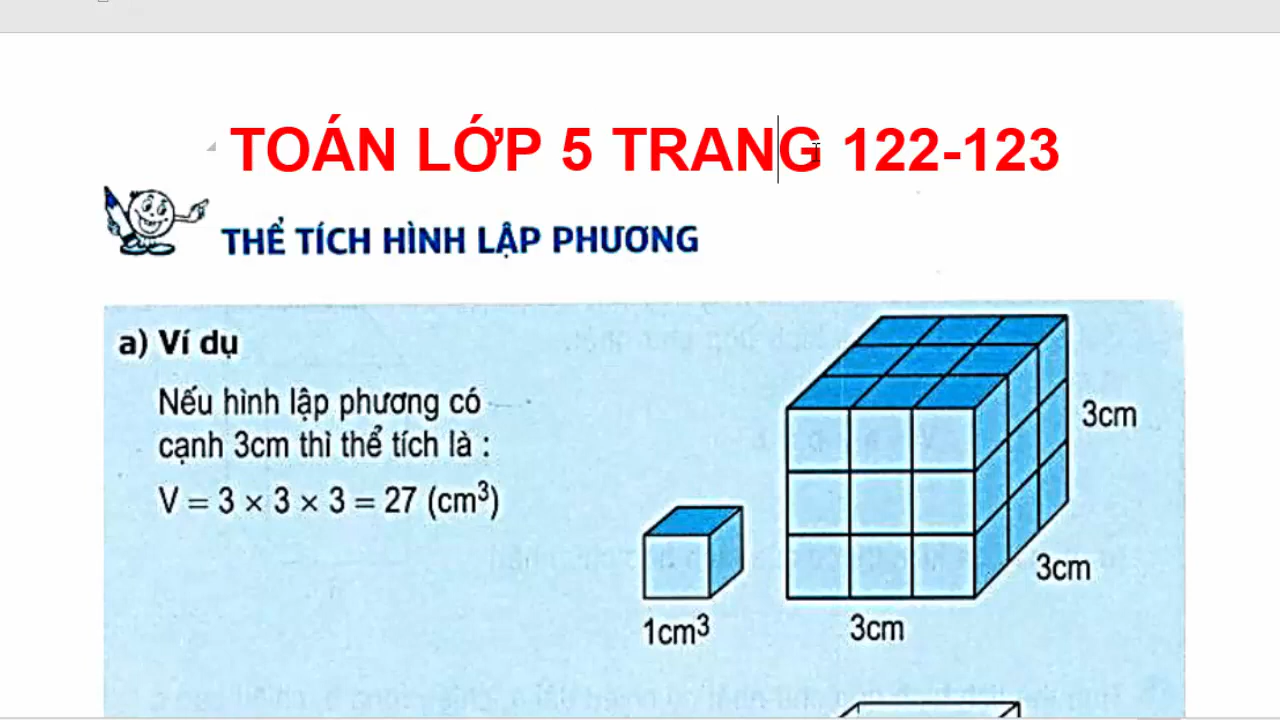 TOÁN LỚP 5 TRANG 122-123
THỂ TÍCH HÌNH LẬP PHƯƠNG
a) Ví dụ
Nếu hình lập phương có
cạnh 3cm thì thể tích là :
V = 3 × 3 × 3 = 27 (cm³)
3cm
3cm
1cm³
3cm